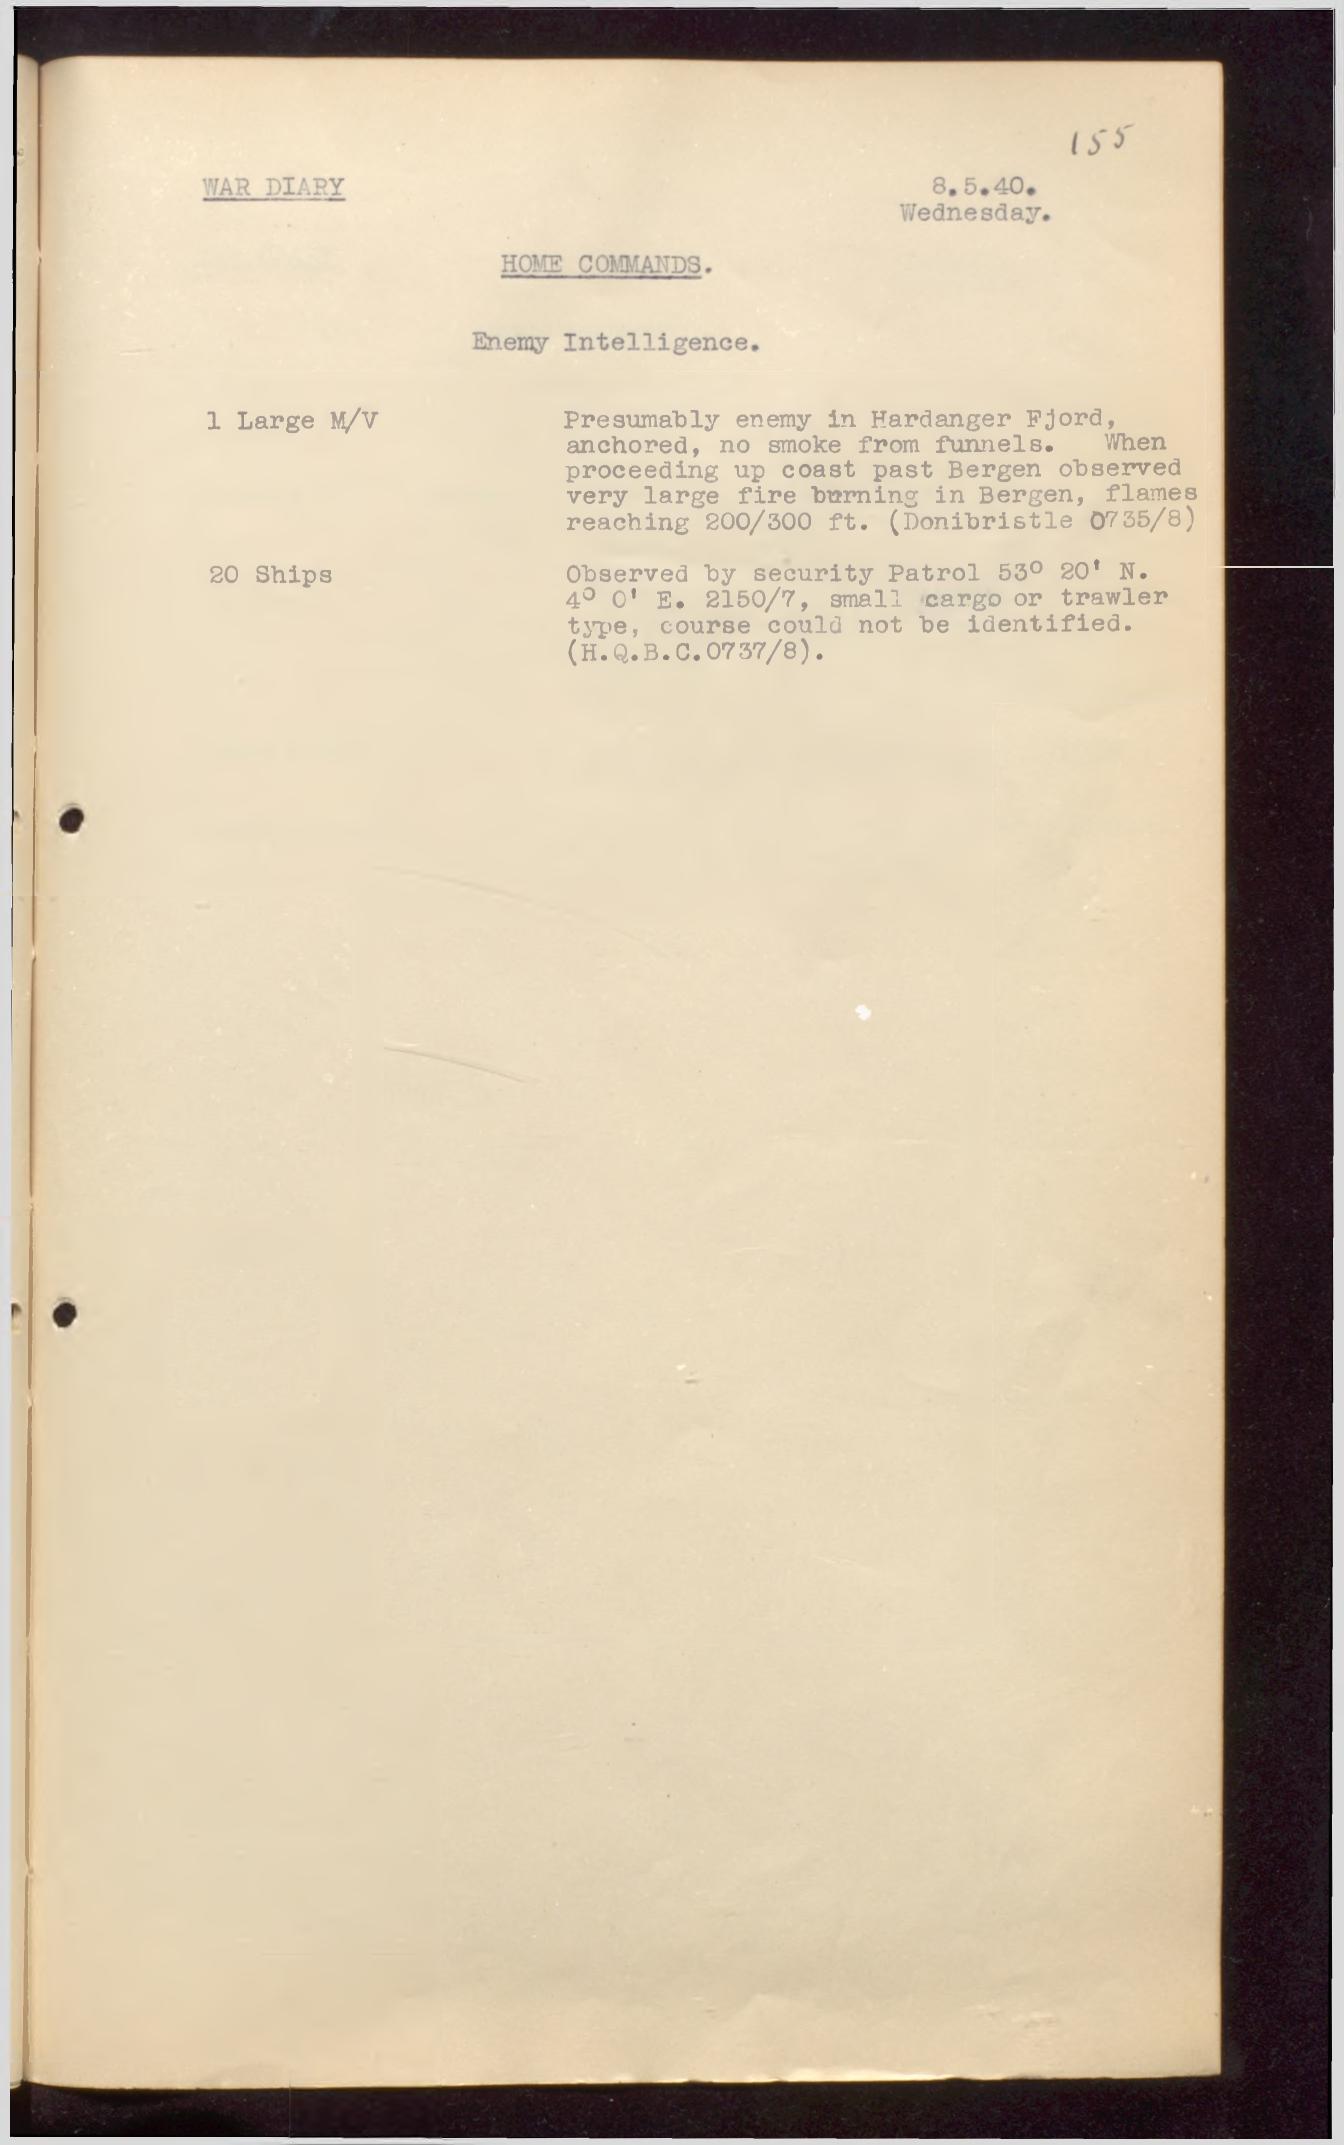 155
WAR DIARY
8.5.40.
Wednesday.
HOME COMMANDS.
Enemy Intelligence.
1 Large M/V
Presumably enemy in Hardanger Fjord,
anchored, no smoke from funnels. When
proceeding up coast past Bergen observed
very large fire burning in Bergen, flames
reaching 200/300 ft. (Donibristle 0735/8)
20 Ships
Observed by security Patrol 53° 20' N.
4° 0' E. 2150/7, small cargo or trawler
type, course could not be identified.
(H.Q.B.C.0737/8).